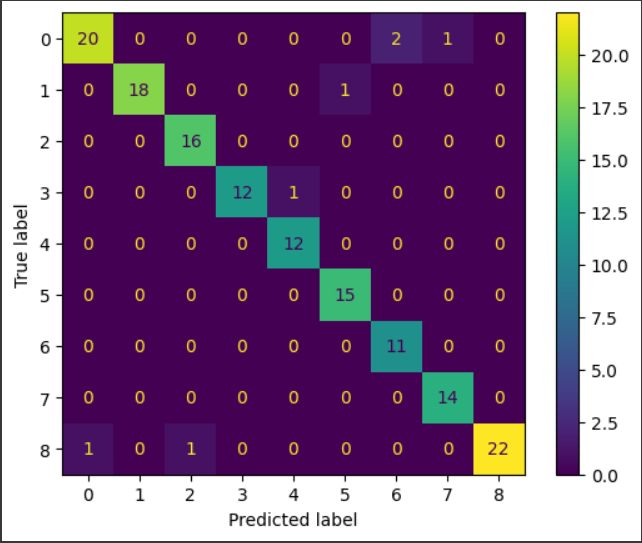 0 20 0 0 0 0 0 2 1 0
1 0 18 0 0 0 1 0 0 0
2 0 0 16 0 0 0 0 0 0
3 0 0 0 12 1 0 0 0 0
4 0 0 0 0 12 0 0 0 0
5 0 0 0 0 0 15 0 0 0
6 0 0 0 0 0 0 11 0 0
7 0 0 0 0 0 0 0 14 0
8 1 0 1 0 0 0 0 0 22
0 1 2 3 4 5 6 7 8
Predicted label
True label
20.0
17.5
15.0
12.5
10.0
7.5
5.0
2.5
0.0